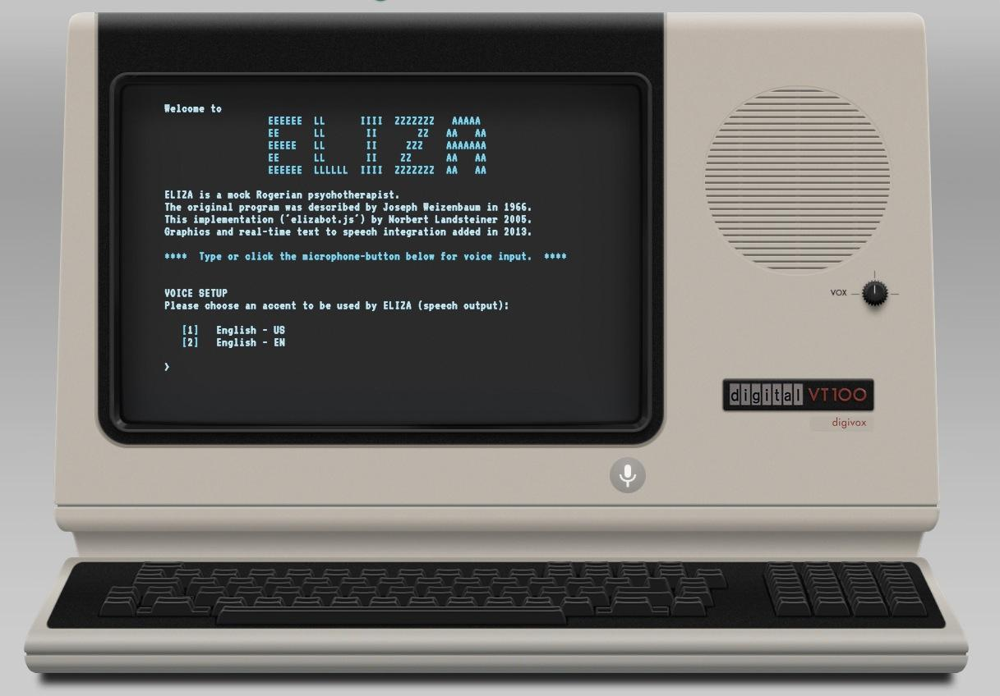 Welcome to
EEEEEE LL IIII ZZZZZZZ AAAAA
EE LL II ZZ AA AA
EEEEE LL II ZZZ AAAAAAA
EE LL II ZZ AA AA
EEEEEE LLLLLL IIII ZZZZZZZ AA AA
ELIZA is a mock Rogerian psychotherapist.
The original program was described by Joseph Weizenbaum in 1966.
This implementation ('elizabot.js') by Norbert Landsteiner 2005.
Graphics and real-time text to speech integration added in 2013.
**** Type or click the microphone-button below for voice input. ****
VOICE SETUP
Please choose an accent to be used by ELIZA (speech output):
[1] English - US
[2] English - EN
>
VOX
digital VT100
digivox